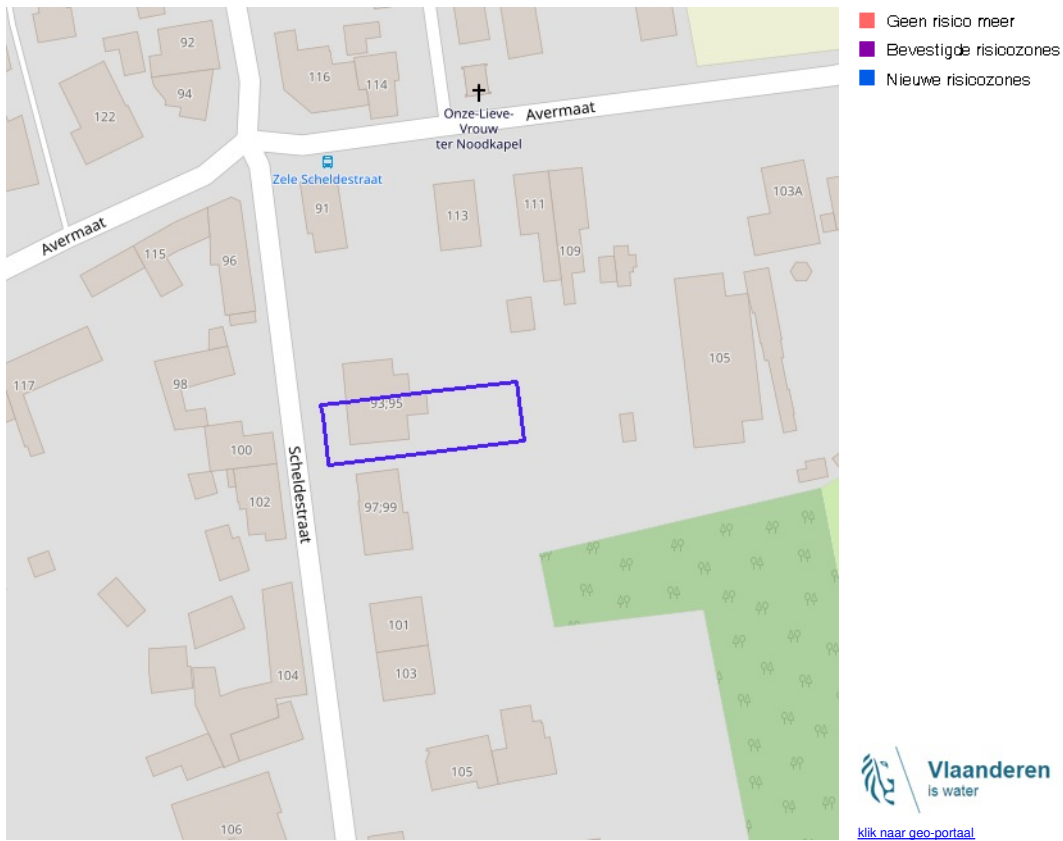 Geen risico meer
Bevestigde risicozones
Nieuwe risicozones
92
94
122
116
114
Onze-Lieve-
Vrouw
ter Noodkapel
Avermaat
Zele Scheldestraat
91
113
111
109
103A
Avermaat
115
96
117
98
93;95
105
100
102
Scheldestraat
97;99
101
103
104
105
106
Vlaanderen
is water
klik naar geo-portaal